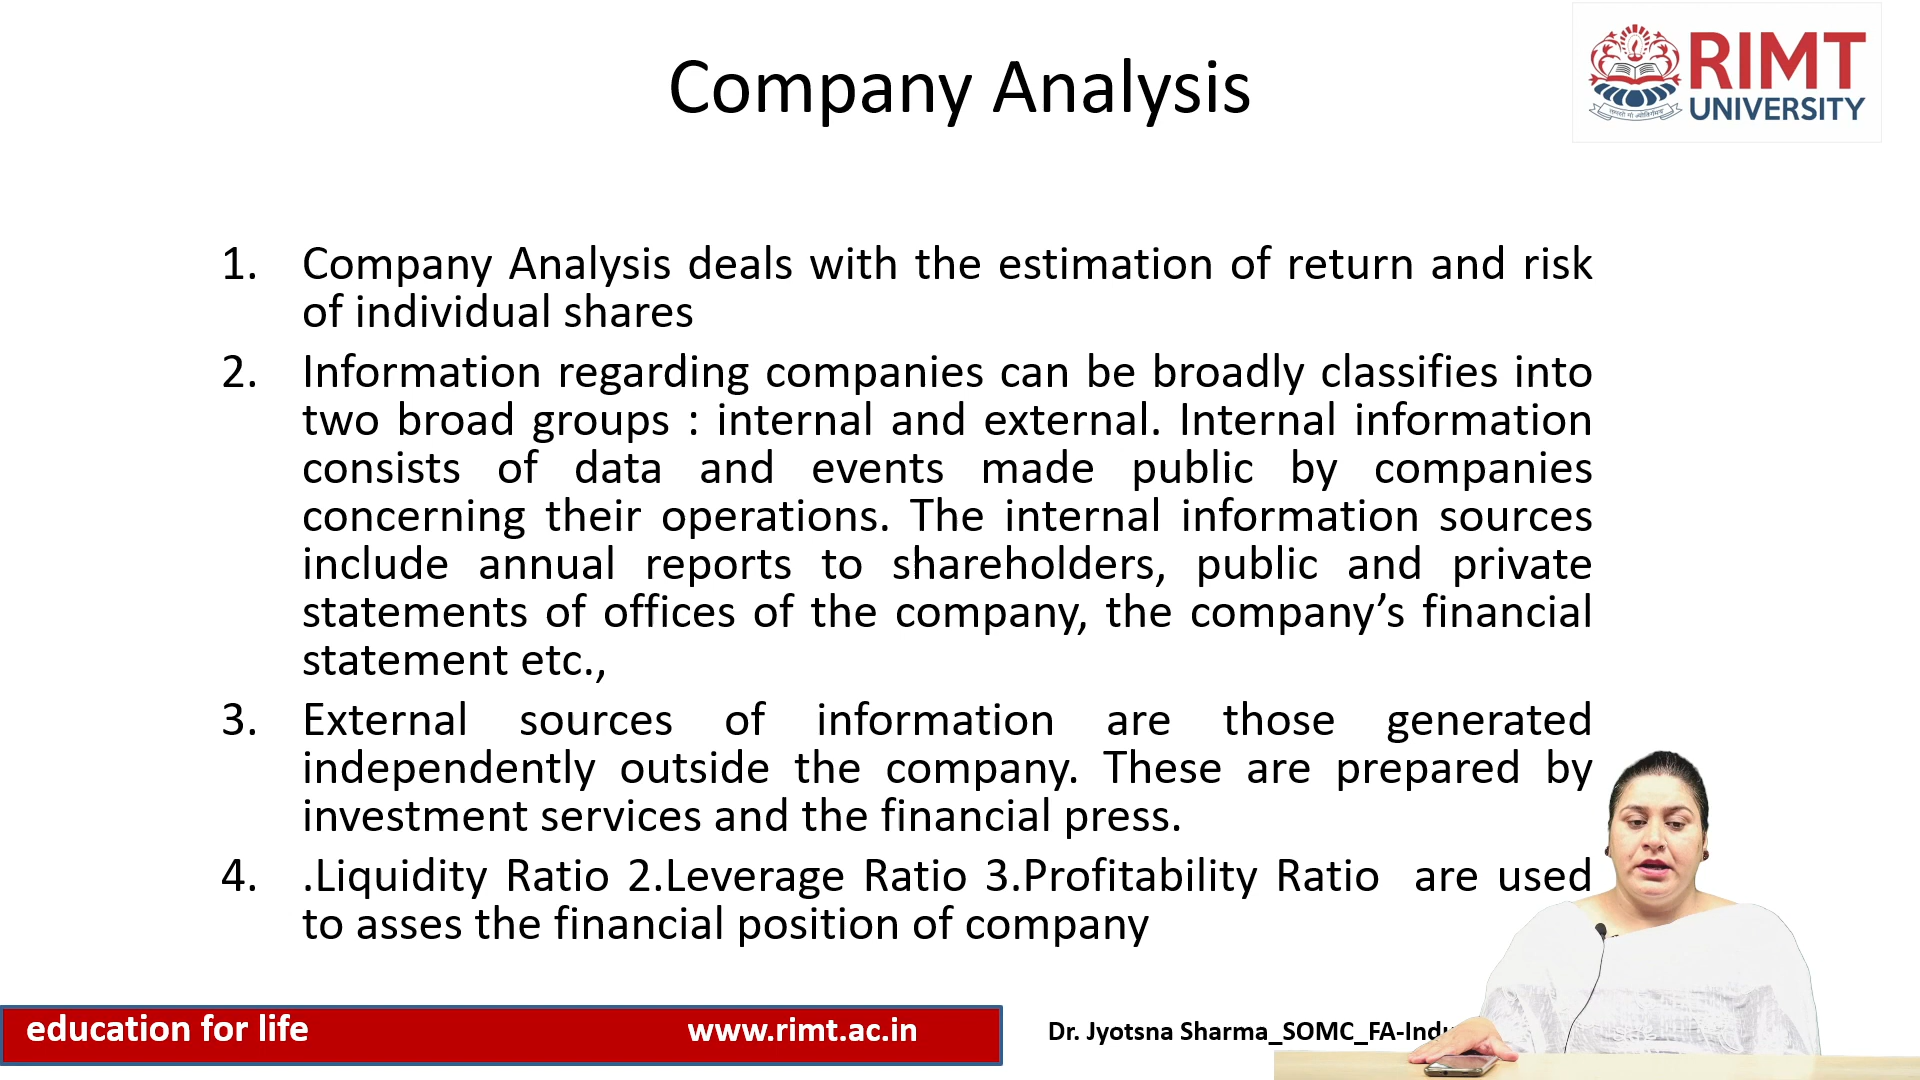 Company Analysis
RIMT
UNIVERSITY
1. Company Analysis deals with the estimation of return and risk
of individual shares
2. Information regarding companies can be broadly classifies into
two broad groups : internal and external. Internal information
consists of data and events made public by companies
concerning their operations. The internal information sources
include annual reports to shareholders, public and private
statements of offices of the company, the company’s financial
statement etc.,
3. External sources of information are those generated
independently outside the company. These are prepared by
investment services and the financial press.
4. .Liquidity Ratio 2.Leverage Ratio 3.Profitability Ratio are used
to asses the financial position of company
education for life www.rimt.ac.in Dr. Jyotsna Sharma_SOMC_FA-Indu